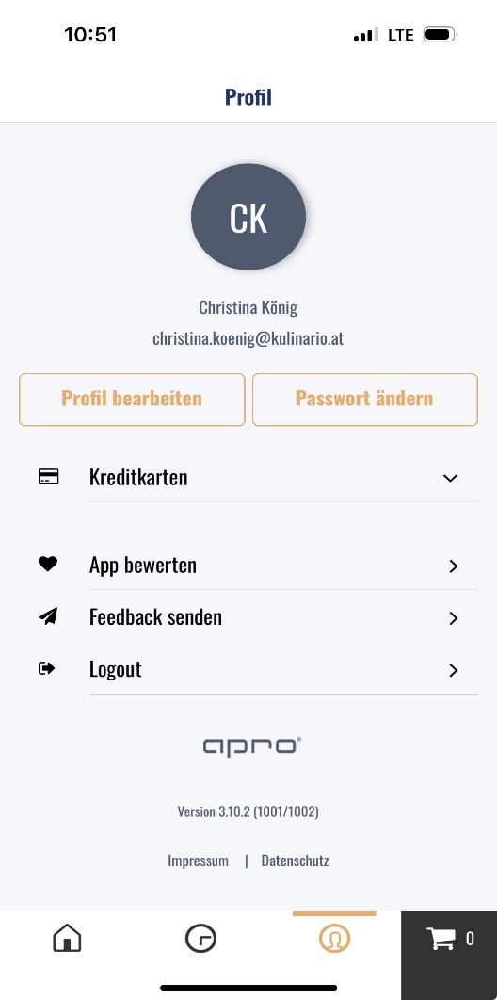 10:51 LTE
Profil
CK
Christina König
christina.koenig@kulinario.at
Profil bearbeiten Passwort ändern
Kreditkarten
App bewerten
Feedback senden
Logout
apro®
Version 3.10.2 (1001/1002)
Impressum | Datenschutz
0